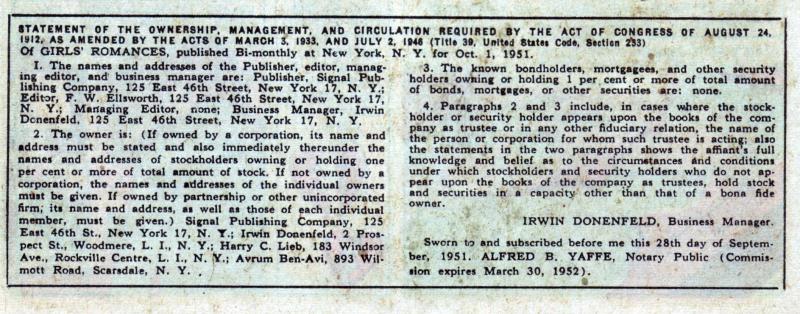 STATEMENT OF THE OWNERSHIP, MANAGEMENT, AND CIRCULATION REQUIRED BY THE ACT OF CONGRESS OF AUGUST 24,
1912, AS AMENDED BY THE ACTS OF MARCH 3, 1933, AND JULY 2, 1946 (Title 39, United States Code, Section 233)
Of GIRLS' ROMANCES, published Bi-monthly at New York, N. Y. for Oct. 1, 1951.
1. The names and addresses of the Publisher, editor, manag-
ing editor, and business manager are: Publisher, Signal Pub-
lishing Company, 125 East 46th Street, New York 17, N. Y.;
Editor, F. W. Ellsworth, 125 East 46th Street, New York 17,
N. Y.; Managing Editor, none; Business Manager, Irwin
Donenfeld, 125 East 46th Street, New York 17, N. Y.
2. The owner is: (If owned by a corporation, its name and
address must be stated and also immediately thereunder the
names and addresses of stockholders owning or holding one
per cent or more of total amount of stock. If not owned by a
corporation, the names and addresses of the individual owners
must be given. If owned by partnership or other unincorporated
firm, its name and address, as well as those of each individual
member, must be given.) Signal Publishing Company, 125
East 46th St., New York 17, N. Y.; Irwin Donenfeld, 2 Pros-
pect St., Woodmere, L. I., N. Y.; Harry C. Lieb, 183 Windsor
Ave., Rockville Centre, L. I., N. Y.; Avrum Ben-Avi, 893 Wil-
mott Road, Scarsdale, N. Y.
3. The known bondholders, mortgagees, and other security
holders owning or holding 1 per cent or more of total amount
of bonds, mortgages, or other securities are: none.
4. Paragraphs 2 and 3 include, in cases where the stock-
holder or security holder appears upon the books of the com-
pany as trustee or in any other fiduciary relation, the name of
the person or corporation for whom such trustee is acting; also
the statements in the two paragraphs shows the affiant's full
knowledge and belief as to the circumstances and conditions
under which stockholders and security holders who do not ap-
pear upon the books of the company as trustees, hold stock
and securities in a capacity other than that of a bona fide
owner.
IRWIN DONENFELD, Business Manager.
Sworn to and subscribed before me this 28th day of Septem-
ber, 1951. ALFRED B. YAFFE, Notary Public (Commis-
sion expires March 30, 1952).